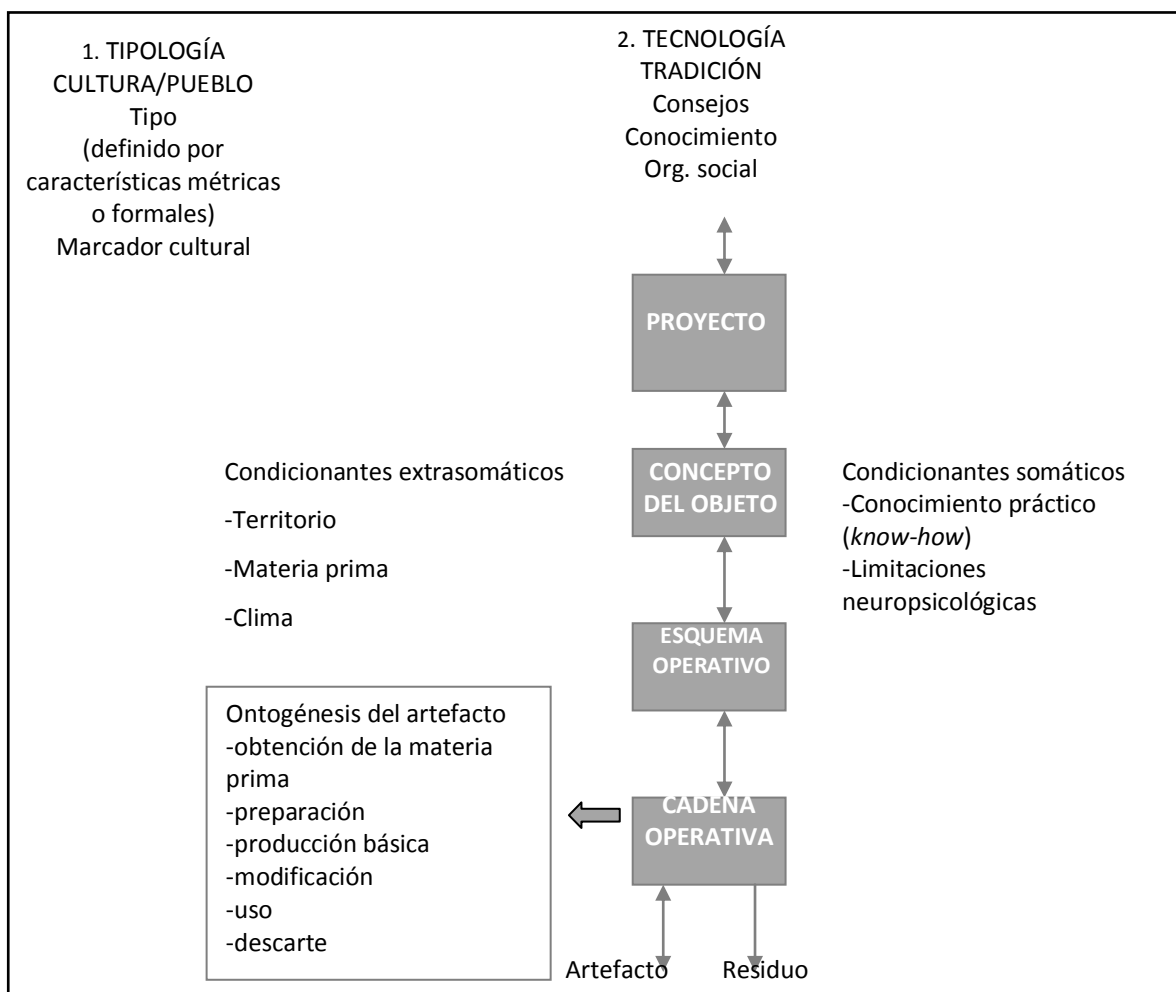 1. TIPOLOGÍA
CULTURA/PUEBLO
Tipo
(definido por
características métricas
o formales)
Marcador cultural
2. TECNOLOGÍA
TRADICIÓN
Consejos
Conocimiento
Org. social
PROYECTO
CONCEPTO
DEL OBJETO
Condicionantes extrasomáticos
-Territorio
-Materia prima
-Clima
Condicionantes somáticos
-Conocimiento práctico
(know-how)
-Limitaciones
neuropsicológicas
ESQUEMA
OPERATIVO
Ontogénesis del artefacto
-obtención de la materia
prima
-preparación
-producción básica
-modificación
-uso
-descarte
CADENA
OPERATIVA
Artefacto
Residuo